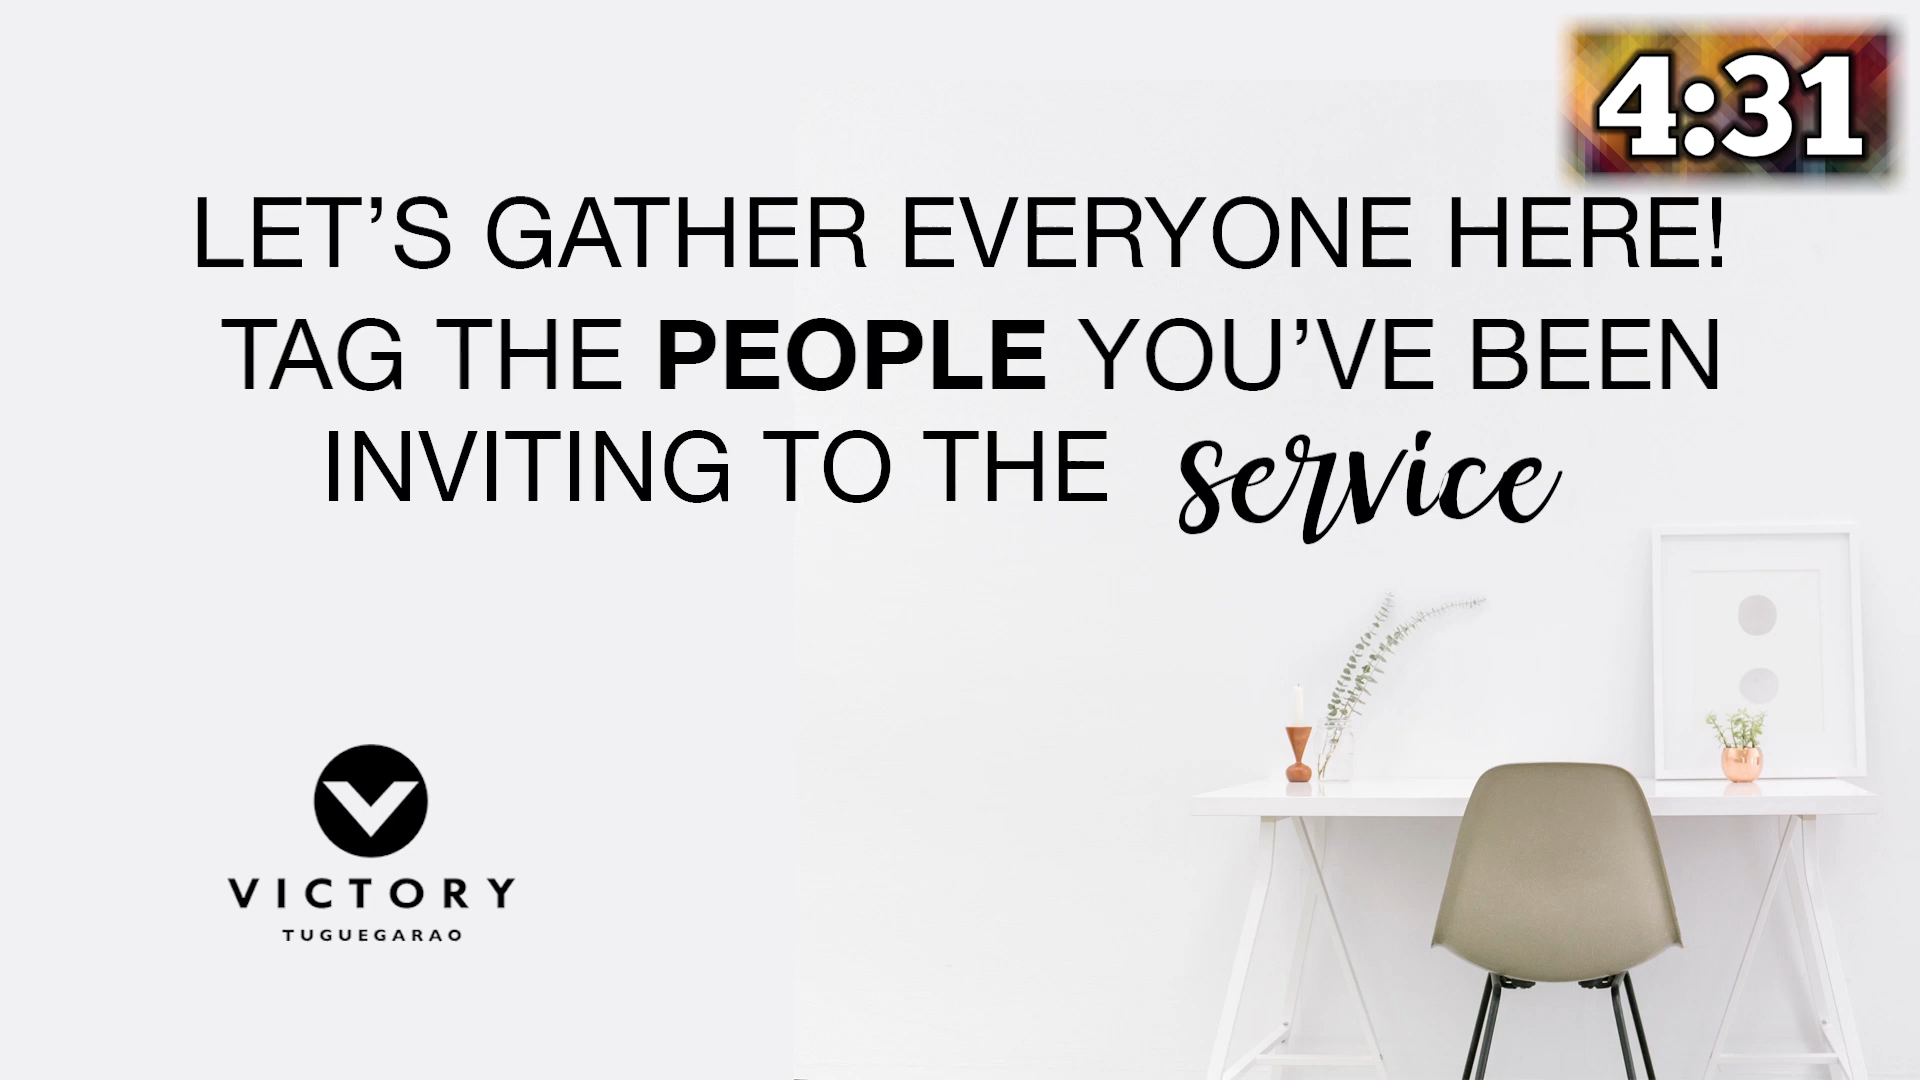 4:31
LET’S GATHER EVERYONE HERE!
TAG THE PEOPLE YOU’VE BEEN
INVITING TO THE service
VICTORY
TUGUEGARAO